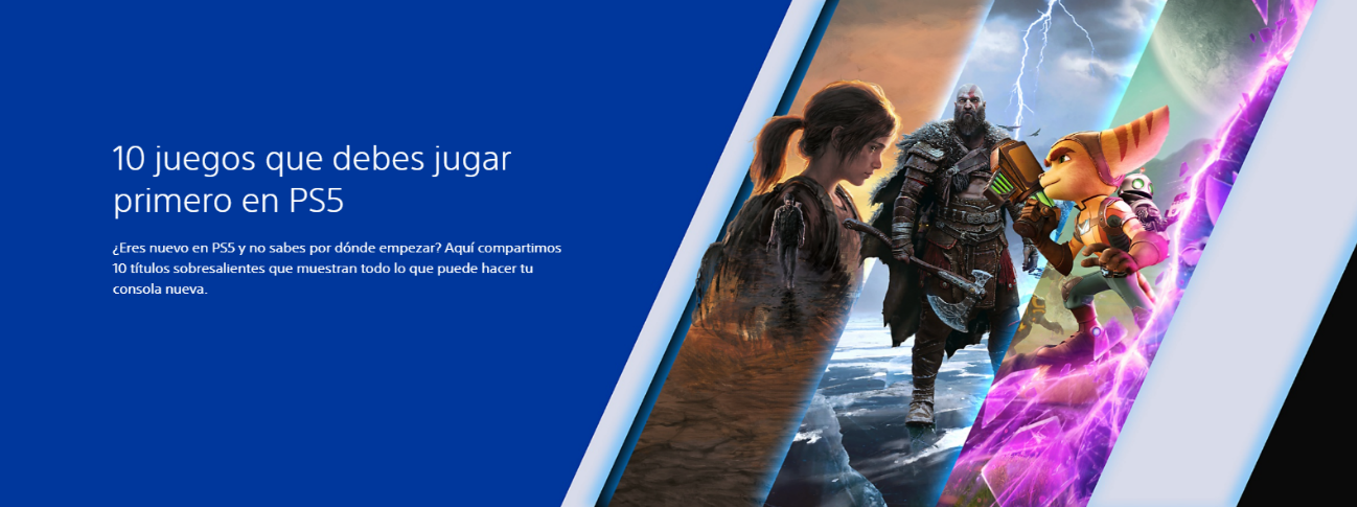 10 juegos que debes jugar
primero en PS5
¿Eres nuevo en PS5 y no sabes por dónde empezar? Aquí compartimos
10 títulos sobresalientes que muestran todo lo que puede hacer tu
consola nueva.